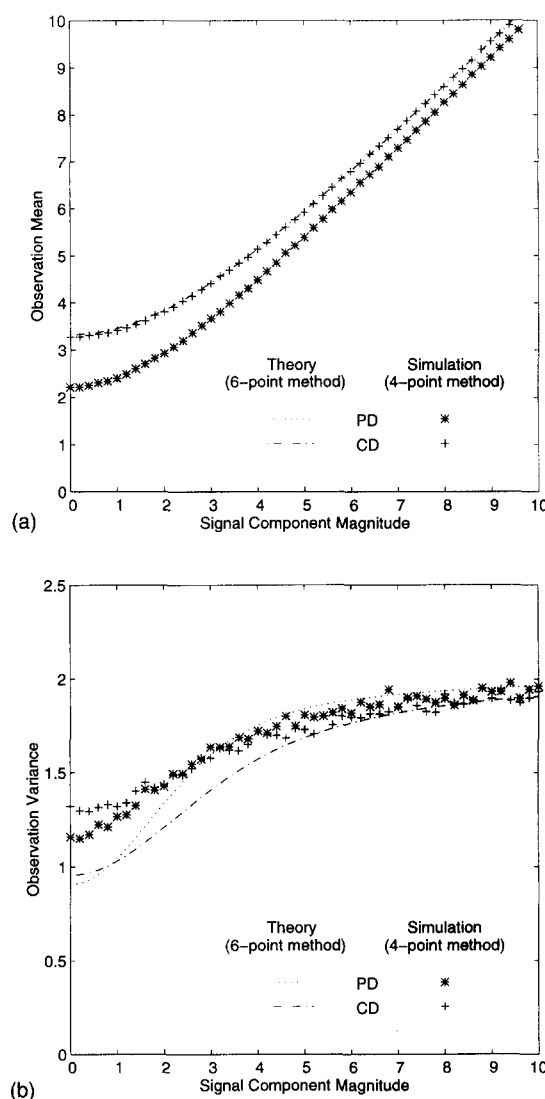 10
9
8
7
6
5
4
3
2
1
0
Observation Mean
Theory Simulation
(6-point method) (4-point method)
PD
CD
0 1 2 3 4 5 6 7 8 9 10
Signal Component Magnitude
(a)
2.5
2
1.5
1
0.5
0
Observation Variance
Theory Simulation
(6-point method) (4-point method)
PD
CD
0 1 2 3 4 5 6 7 8 9 10
Signal Component Magnitude
(b)